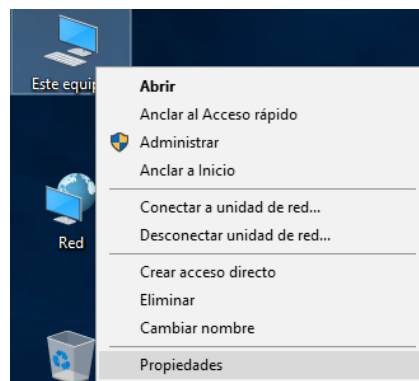 Este equip
Abrir
Anclar al Acceso rápido
Administrar
Anclar a Inicio
Conectar a unidad de red...
Desconectar unidad de red...
Red
Crear acceso directo
Eliminar
Cambiar nombre
Propiedades